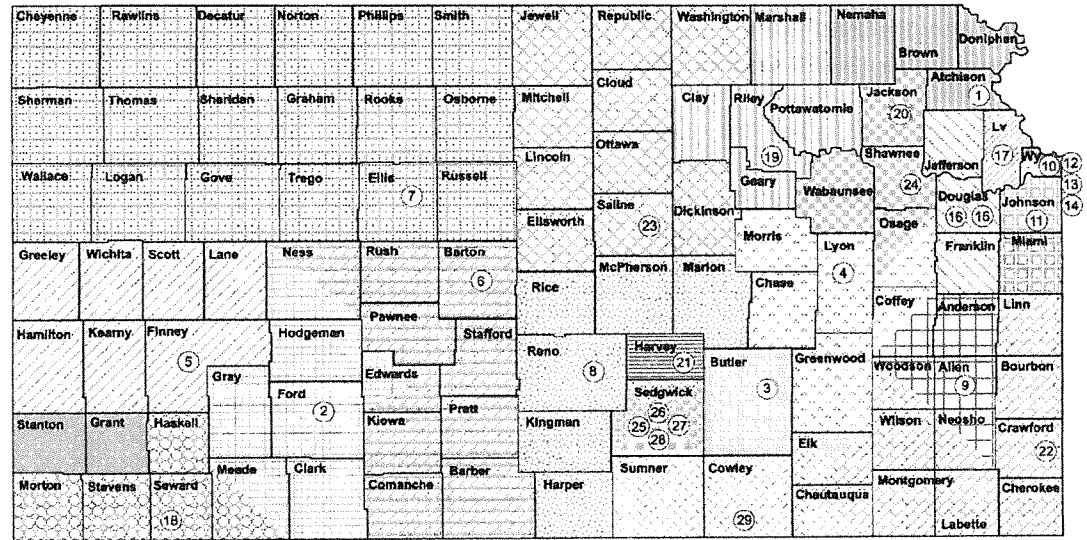 Cheyenne Rawlins Decatur Norton Phillips Smith Jewell Republic Washington Marshall Nemaha
Brown Doniphan
Sherman Thomas Sheridan Graham Rooks Osborne Mitchell Cloud Clay Riley Pottawatomie Jackson Atchison
20 1
Lv
17
Wallace Logan Gove Trego Ellis Russell Lincoln Ottawa 19 Shawnee Jefferson Wy 10 12
7 Geary Wabaunsee 24 Douglas Johnson 13
Ellsworth Saline Dickinson 16 15 11 14
23 Osage
Morris
Greeley Wichita Scott Lane Ness Rush Barton Lyon Franklin Miami
6 McPherson Marion 4
Rice Chase
Coffey Anderson Linn
Hamilton Kearny Finney Hodgeman Pawnee Stafford
5 Reno Harvey Butler Greenwood
8 21 Woodson Allen Bourbon
Gray Edwards 3 9
Ford Sedgwick
2 26
Stanton Grant Haskell Kiowa Pratt Kingman 25 27 Wilson Neosho Crawford
28 Elk 22
Meade Clark Barber Sumner Cowley
Morton Stevens Seward Comanche Harper Chautauqua Montgomery Cherokee
18 29 Labette